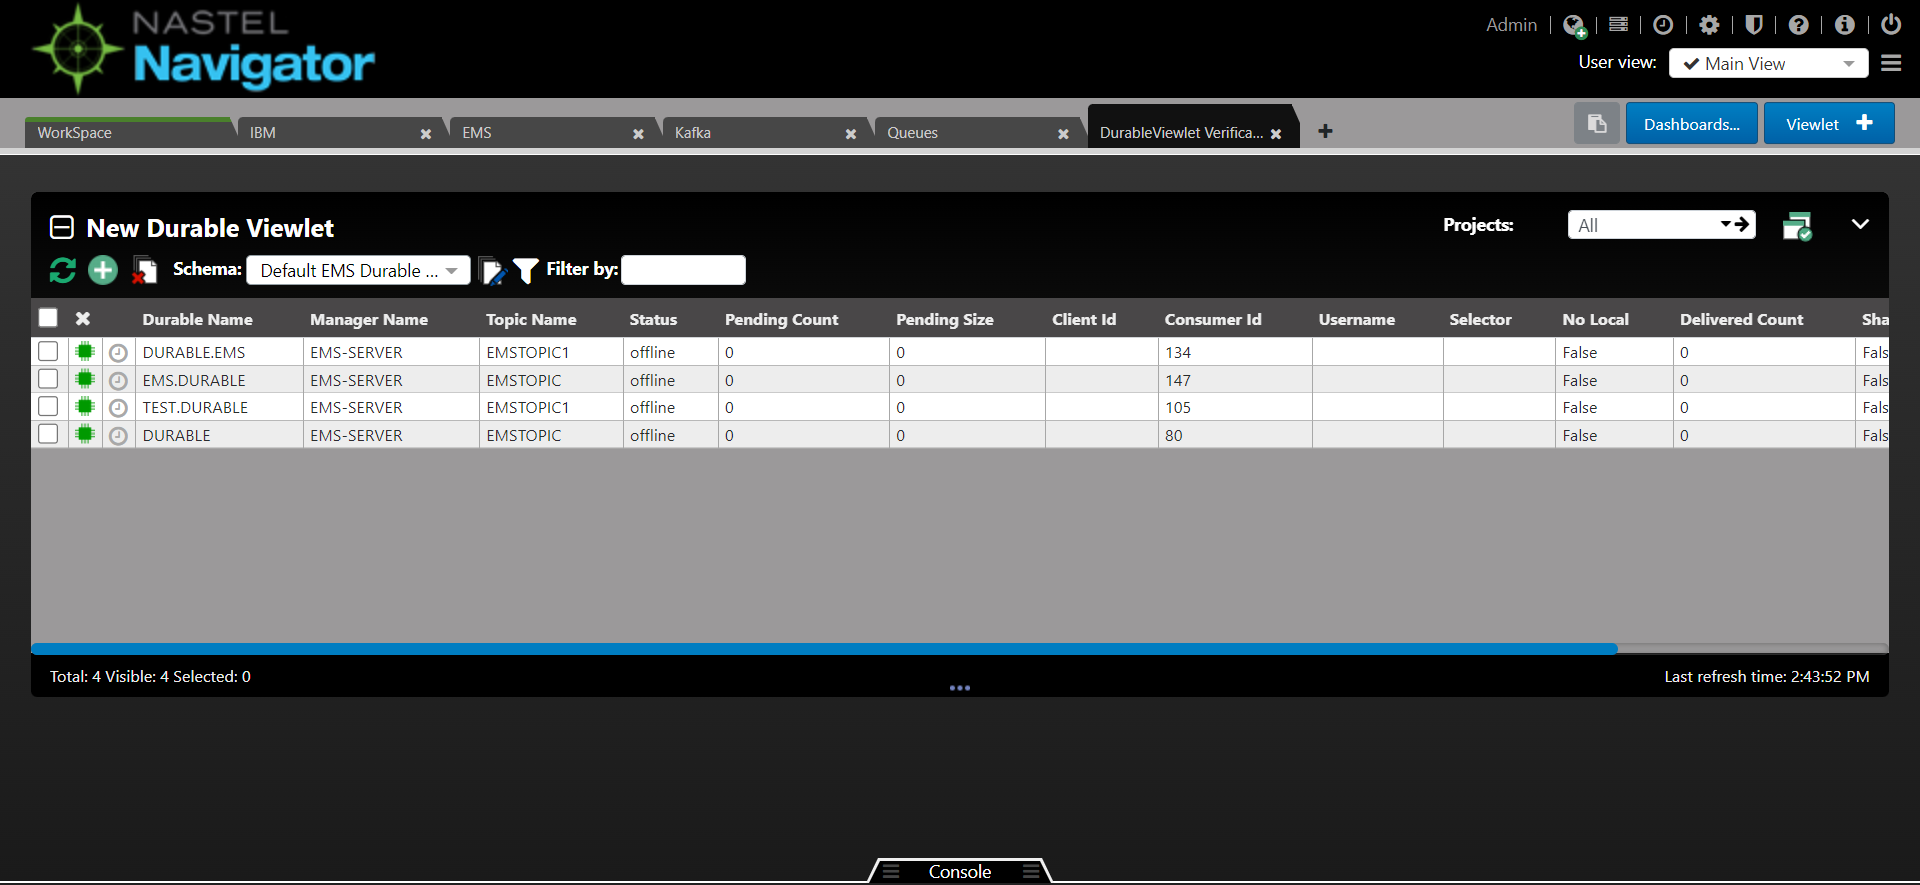 NASTEL
Navigator
Admin
User view: Main View
WorkSpace IBM EMS Kafka Queues DurableViewlet Verifica... Dashboards... Viewlet
New Durable Viewlet
Projects: All
Schema: Default EMS Durable ... Filter by:
Durable Name Manager Name Topic Name Status Pending Count Pending Size Client Id Consumer Id Username Selector No Local Delivered Count Sha
DURABLE.EMS EMS-SERVER EMSTOPIC1 offline 0 0 134 False 0 Fals
EMS.DURABLE EMS-SERVER EMSTOPIC offline 0 0 147 False 0 Fals
TEST.DURABLE EMS-SERVER EMSTOPIC1 offline 0 0 105 False 0 Fals
DURABLE EMS-SERVER EMSTOPIC offline 0 0 80 False 0 Fals
Total: 4 Visible: 4 Selected: 0
Last refresh time: 2:43:52 PM
Console